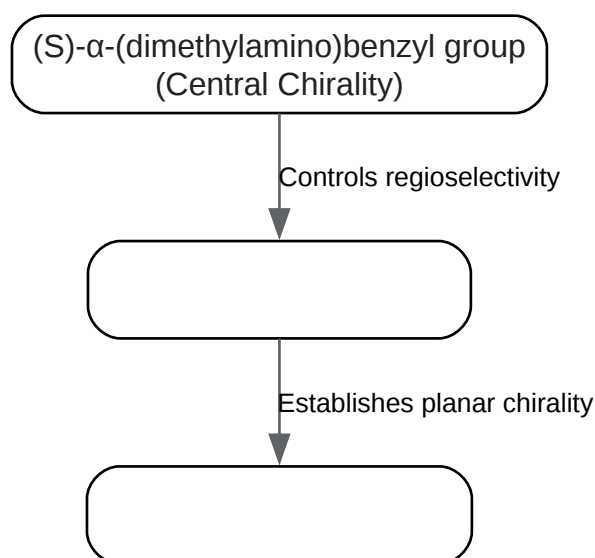 (S)-α-(dimethylamino)benzyl group
(Central Chirality)
Controls regioselectivity
Establishes planar chirality